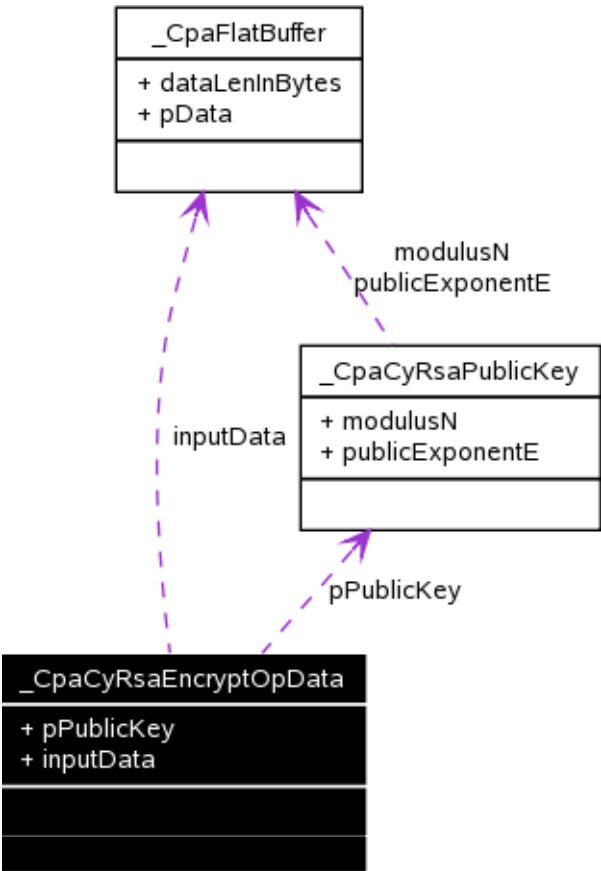 _CpaFlatBuffer
+ dataLenInBytes
+ pData
modulusN
publicExponentE
_CpaCyRsaPublicKey
+ modulusN
+ publicExponentE
inputData
pPublicKey
_CpaCyRsaEncryptOpData
+ pPublicKey
+ inputData